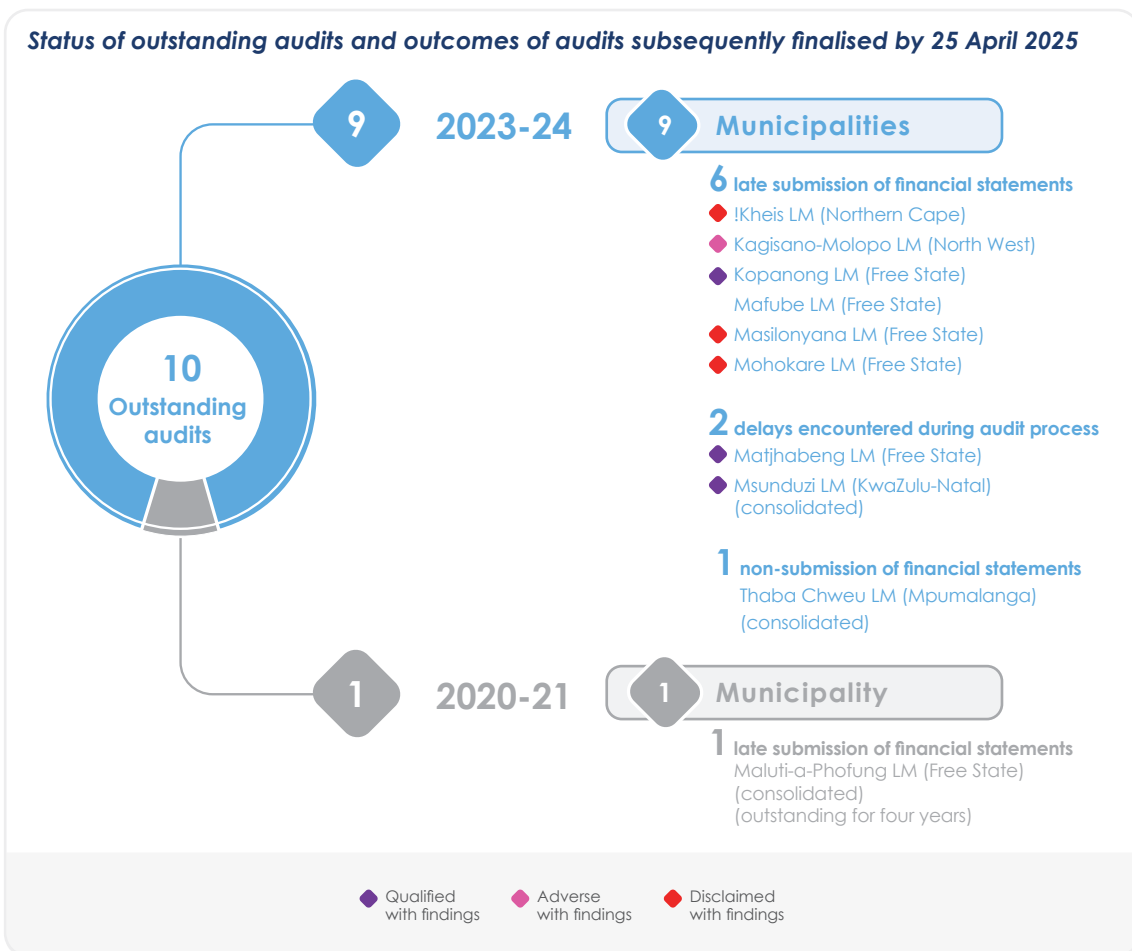 Status of outstanding audits and outcomes of audits subsequently finalised by 25 April 2025
9
2023-24
9
Municipalities
6 late submission of financial statements
!Kheis LM (Northern Cape)
Kagisano-Molopo LM (North West)
Kopanong LM (Free State)
Mafube LM (Free State)
Masilonyana LM (Free State)
Mohokare LM (Free State)
10
Outstanding
audits
2 delays encountered during audit process
Matjhabeng LM (Free State)
Msunduzi LM (KwaZulu-Natal)
(consolidated)
1 non-submission of financial statements
Thaba Chweu LM (Mpumalanga)
(consolidated)
1
2020-21
1
Municipality
1 late submission of financial statements
Maluti-a-Phofung LM (Free State)
(consolidated)
(outstanding for four years)
Qualified
with findings
Adverse
with findings
Disclaimed
with findings